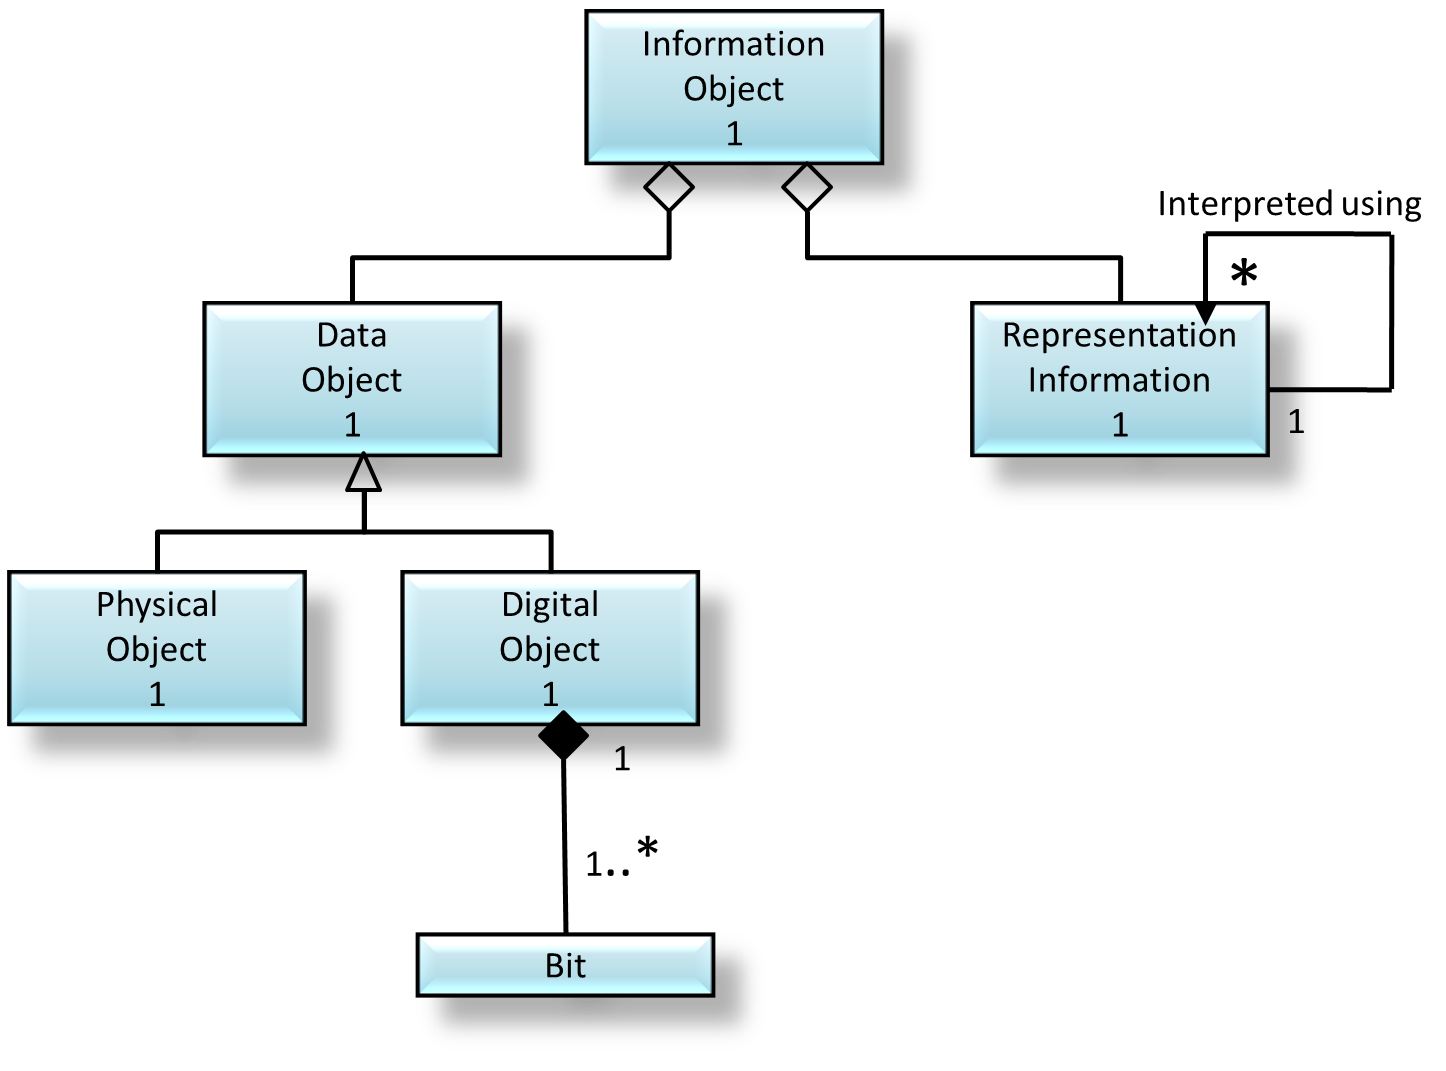 Information
Object
1
Interpreted using
*
Data
Object
1
Representation
Information
1
1
Physical
Object
1
Digital
Object
1
1
1..*
Bit